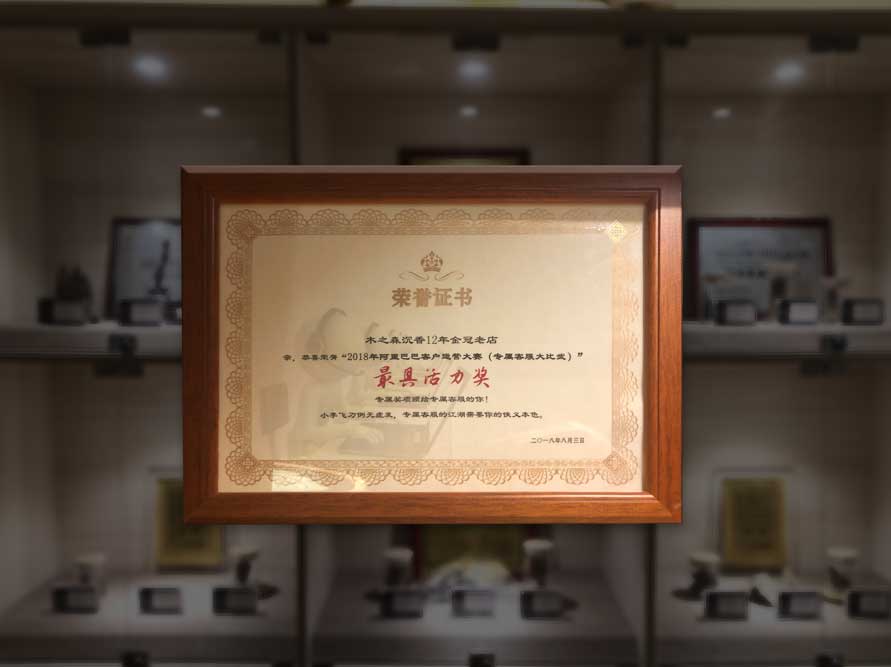 荣誉证书
木之森沉香12年金冠老店
亲，恭喜荣获“2018年阿里巴巴客户运营大赛（专属客服大比武）”
最具活力奖
专属奖项颁给专属客服的你！
小李飞刀例无虚发，专属客服的江湖需要你的侠义本色。
二〇一八年八月三日